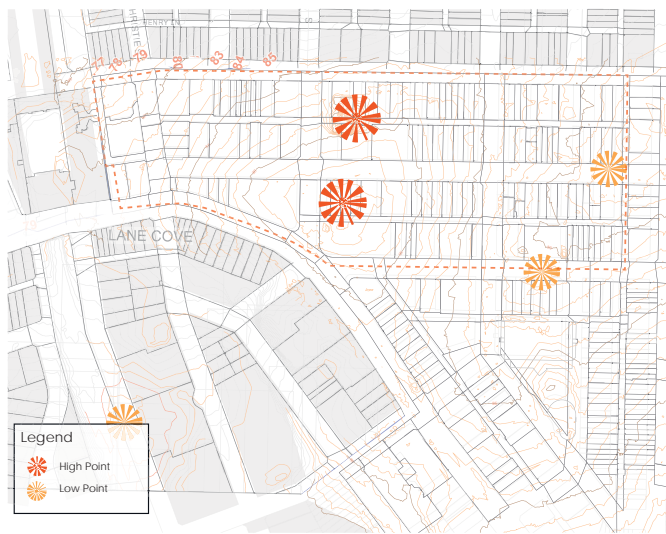 HENRY LN
CHRISTIE
S
77
78
79
80
83
84
85
LANE COVE
Legend
High Point
Low Point